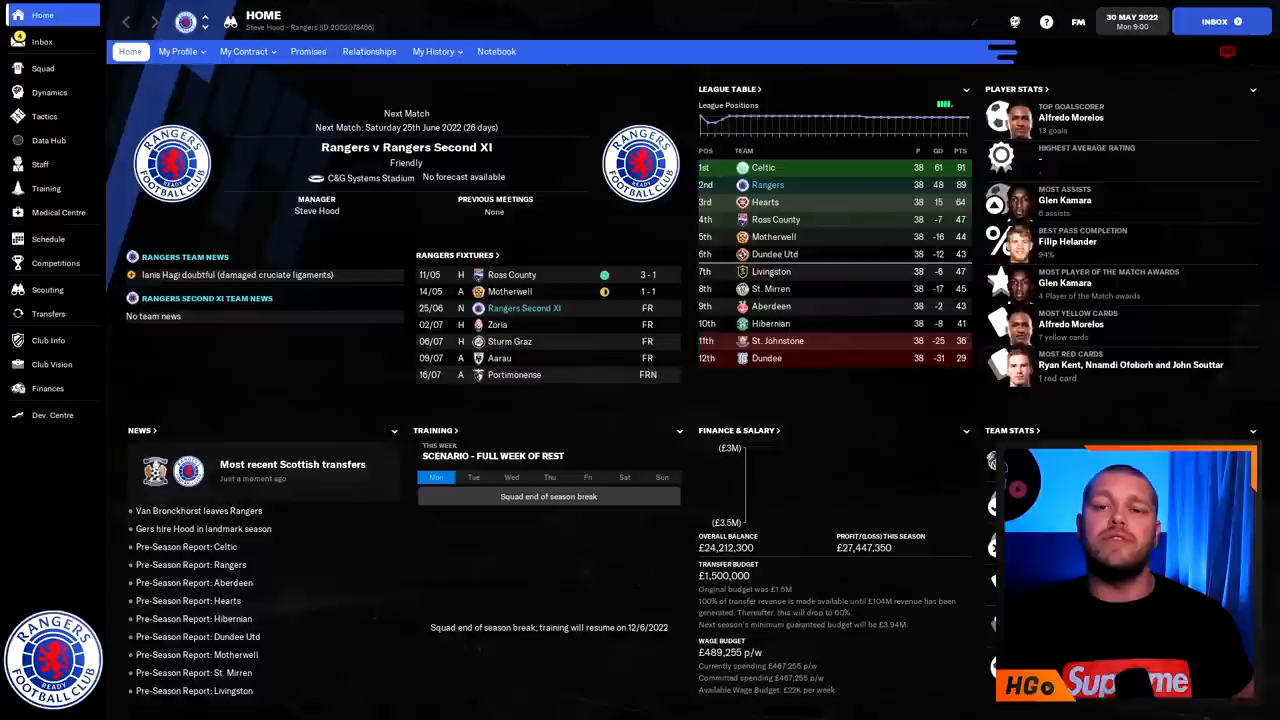 Home
HOME
Steve Hood - Rangers (ID:2002078486)
FM
30 MAY 2022
Mon 9:00
INBOX
4
Inbox
Squad
Dynamics
Tactics
Data Hub
Staff
Training
Medical Centre
Schedule
Competitions
Scouting
Transfers
Club Info
Club Vision
Finances
Dev. Centre
Home
My Profile
My Contract
Promises
Relationships
My History
Notebook
Next Match
Next Match: Saturday 25th June 2022 (26 days)
Rangers v Rangers Second XI
Friendly
C&G Systems Stadium
No forecast available
MANAGER
Steve Hood
PREVIOUS MEETINGS
None
RANGERS TEAM NEWS
Ianis Hagi doubtful (damaged cruciate ligaments)
RANGERS SECOND XI TEAM NEWS
No team news
RANGERS FIXTURES
11/05 H Ross County 3 - 1
14/05 A Motherwell 1 - 1
25/06 N Rangers Second XI FR
02/07 H Zoria FR
06/07 H Sturm Graz FR
09/07 A Aarau FR
16/07 A Portimonense FRN
LEAGUE TABLE
League Positions
POS TEAM P GD PTS
1st Celtic 38 61 91
2nd Rangers 38 48 89
3rd Hearts 38 15 64
4th Ross County 38 -7 47
5th Motherwell 38 -16 44
6th Dundee Utd 38 -12 43
7th Livingston 38 -6 47
8th St. Mirren 38 -17 45
9th Aberdeen 38 -2 43
10th Hibernian 38 -8 41
11th St. Johnstone 38 -25 36
12th Dundee 38 -31 29
PLAYER STATS
TOP GOALSCORER
Alfredo Morelos
13 goals
HIGHEST AVERAGE RATING
-
-
MOST ASSISTS
Glen Kamara
6 assists
BEST PASS COMPLETION
Filip Helander
94%
MOST PLAYER OF THE MATCH AWARDS
Glen Kamara
4 Player of the Match awards
MOST YELLOW CARDS
Alfredo Morelos
7 yellow cards
MOST RED CARDS
Ryan Kent, Nnamdi Ofoborh and John Souttar
1 red card
NEWS
Most recent Scottish transfers
Just a moment ago
Van Bronckhorst leaves Rangers
Gers hire Hood in landmark season
Pre-Season Report: Celtic
Pre-Season Report: Rangers
Pre-Season Report: Aberdeen
Pre-Season Report: Hearts
Pre-Season Report: Hibernian
Pre-Season Report: Dundee Utd
Pre-Season Report: Motherwell
Pre-Season Report: St. Mirren
Pre-Season Report: Livingston
TRAINING
THIS WEEK
SCENARIO - FULL WEEK OF REST
Mon Tue Wed Thu Fri Sat Sun
Squad end of season break
Squad end of season break; training will resume on 12/6/2022
FINANCE & SALARY
(£3M)
(£3.5M)
OVERALL BALANCE
£24,212,300
PROFIT/(LOSS) THIS SEASON
£27,447,350
TRANSFER BUDGET
£1,500,000
Original budget was £1.5M
100% of transfer revenue is made available until £104M revenue has been
generated. Thereafter, this will drop to 60%.
Next season's minimum guaranteed budget will be £3.94M.
WAGE BUDGET
£489,255 p/w
Currently spending £467,255 p/w
Committed spending £467,255 p/w
Available Wage Budget: £22K per week
TEAM STATS
RANGERS
READY
FOOTBALL CLUB
HGo
Supreme